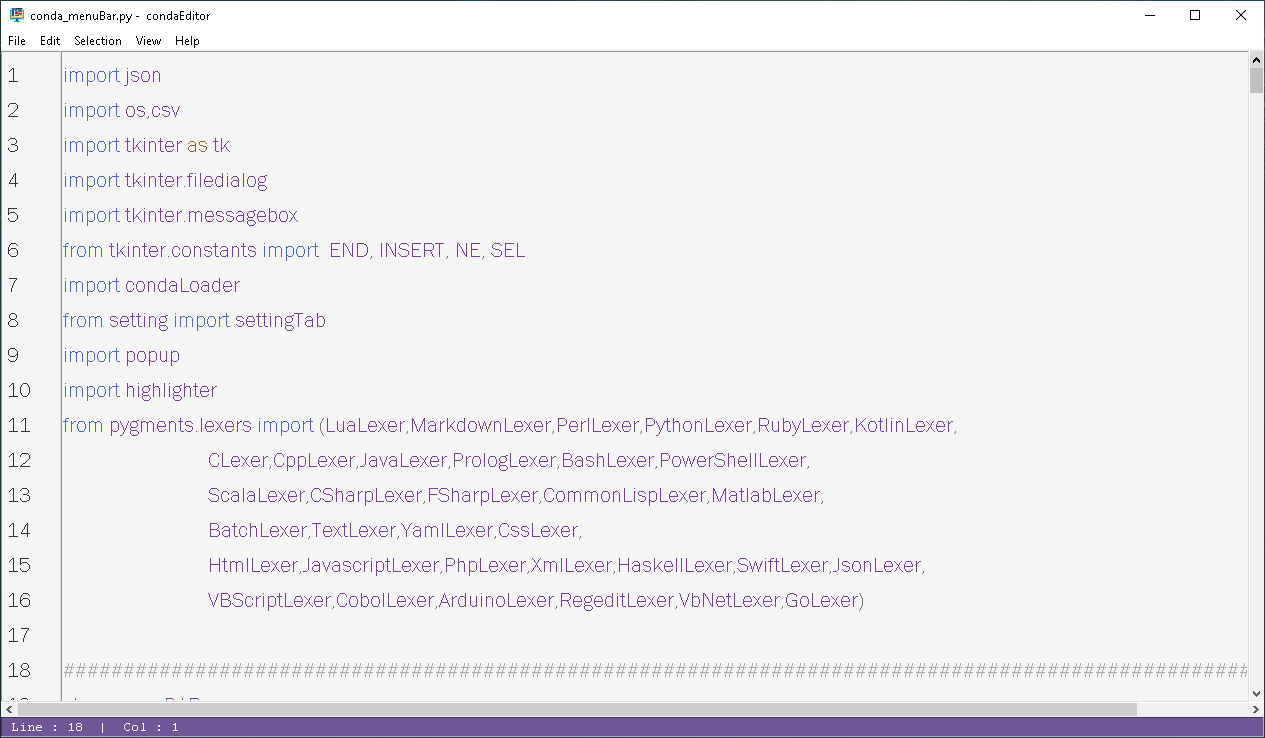 conda_menuBar.py - condaEditor
File Edit Selection View Help
1 import json
2 import os,csv
3 import tkinter as tk
4 import tkinter.filedialog
5 import tkinter.messagebox
6 from tkinter.constants import  END, INSERT, NE, SEL
7 import condaLoader
8 from setting import settingTab
9 import popup
10 import highlighter
11 from pygments.lexers import (LuaLexer,MarkdownLexer,PerlLexer,PythonLexer,RubyLexer,KotlinLexer,
12 CLexer,CppLexer,JavaLexer,PrologLexer,BashLexer,PowerShellLexer,
13 ScalaLexer,CSharpLexer,FSharpLexer,CommonLispLexer,MatlabLexer,
14 BatchLexer,TextLexer,YamlLexer,CssLexer,
15 HtmlLexer,JavascriptLexer,PhpLexer,XmlLexer,HaskellLexer,SwiftLexer,JsonLexer,
16 VBScriptLexer,CobolLexer,ArduinoLexer,RegeditLexer,VbNetLexer,GoLexer)
17
18 ##################################################################################################
Line : 18 | Col : 1